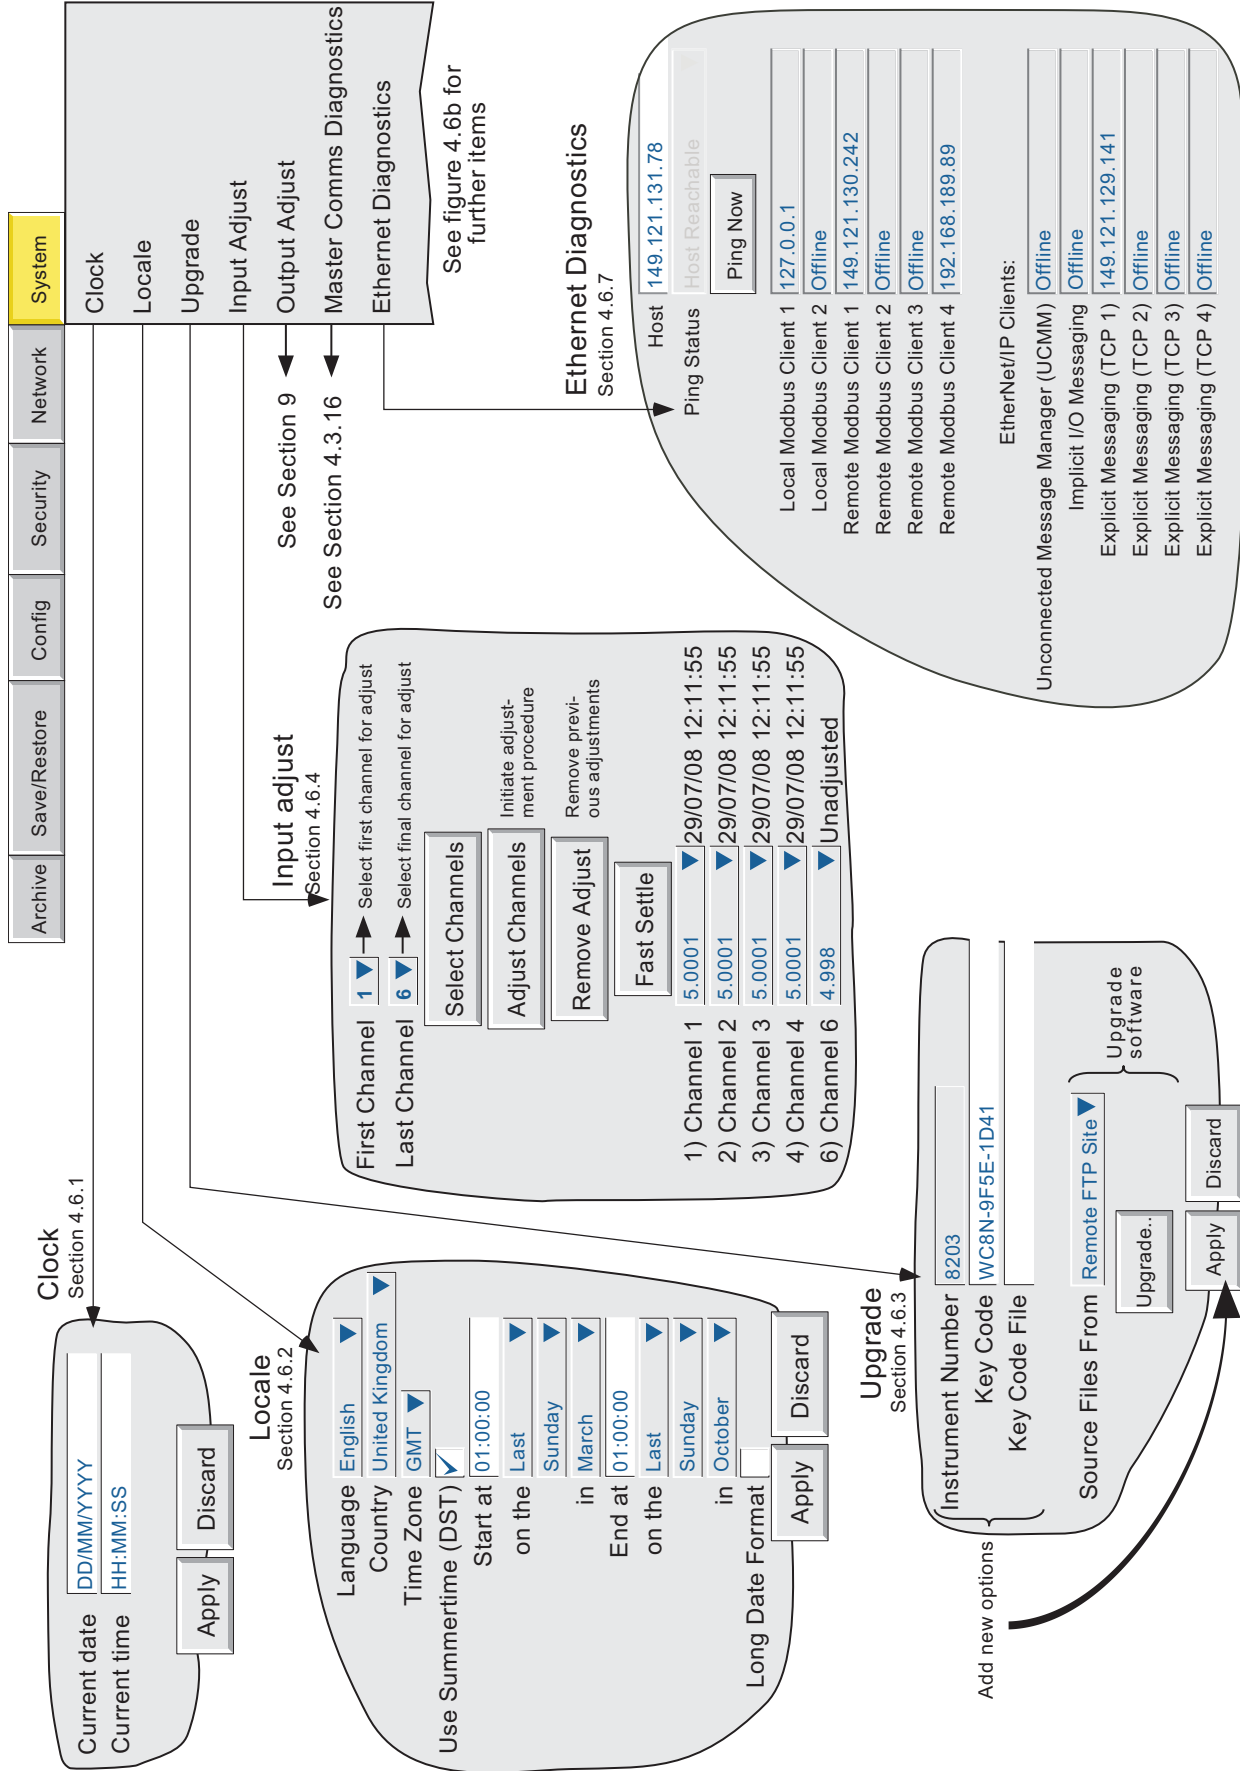 Archive
Save/Restore
Config
Security
Network
System
Clock
Locale
Upgrade
Input Adjust
Output Adjust
Master Comms Diagnostics
Ethernet Diagnostics
See figure 4.6b for
further items
See Section 9
See Section 4.3.16
Clock
Section 4.6.1
Current date DD/MM/YYYY
Current time HH:MM:SS
Apply Discard
Locale
Section 4.6.2
Language English
Country United Kingdom
Time Zone GMT
Use Summertime (DST)
Start at 01:00:00
on the Last
Sunday
in March
End at 01:00:00
on the Last
Sunday
in October
Long Date Format
Apply Discard
Input adjust
Section 4.6.4
First Channel 1 Select first channel for adjust
Last Channel 6 Select final channel for adjust
Select Channels
Adjust Channels
Initiate adjust-
ment procedure
Remove Adjust
Remove previ-
ous adjustments
Fast Settle
1) Channel 1 5.0001 29/07/08 12:11:55
2) Channel 2 5.0001 29/07/08 12:11:55
3) Channel 3 5.0001 29/07/08 12:11:55
4) Channel 4 5.0001 29/07/08 12:11:55
6) Channel 6 4.998 Unadjusted
Ethernet Diagnostics
Section 4.6.7
Host 149.121.131.78
Ping Status Host Reachable
Ping Now
Local Modbus Client 1 127.0.0.1
Local Modbus Client 2 Offline
Remote Modbus Client 1 149.121.130.242
Remote Modbus Client 2 Offline
Remote Modbus Client 3 Offline
Remote Modbus Client 4 192.168.189.89
EtherNet/IP Clients:
Unconnected Message Manager (UCMM) Offline
Implicit I/O Messaging Offline
Explicit Messaging (TCP 1) 149.121.129.141
Explicit Messaging (TCP 2) Offline
Explicit Messaging (TCP 3) Offline
Explicit Messaging (TCP 4) Offline
Upgrade
Section 4.6.3
Add new options
Instrument Number 8203
Key Code WC8N-9F5E-1D41
Key Code File
Source Files From Remote FTP Site
Upgrade..
Upgrade
software
Apply Discard